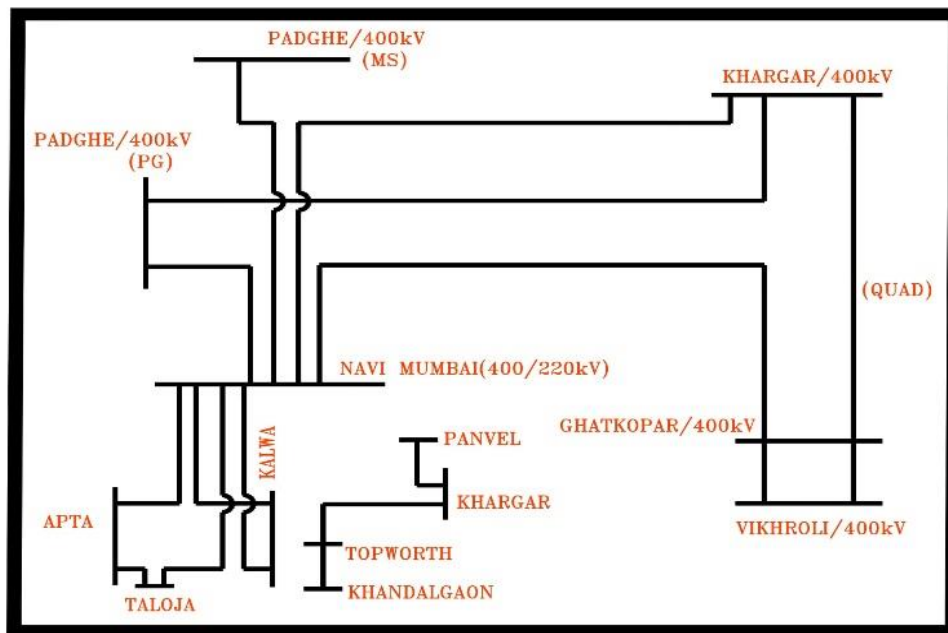 PADGHE/400kV
(MS)
KHARGAR/400kV
PADGHE/400kV
(PG)
(QUAD)
NAVI MUMBAI(400/220kV)
GHATKOPAR/400kV
KALWA
PANVEL
KHARGAR
APTA
VIKHROLI/400kV
TOPWORTH
KHANDALGAON
TALOJA